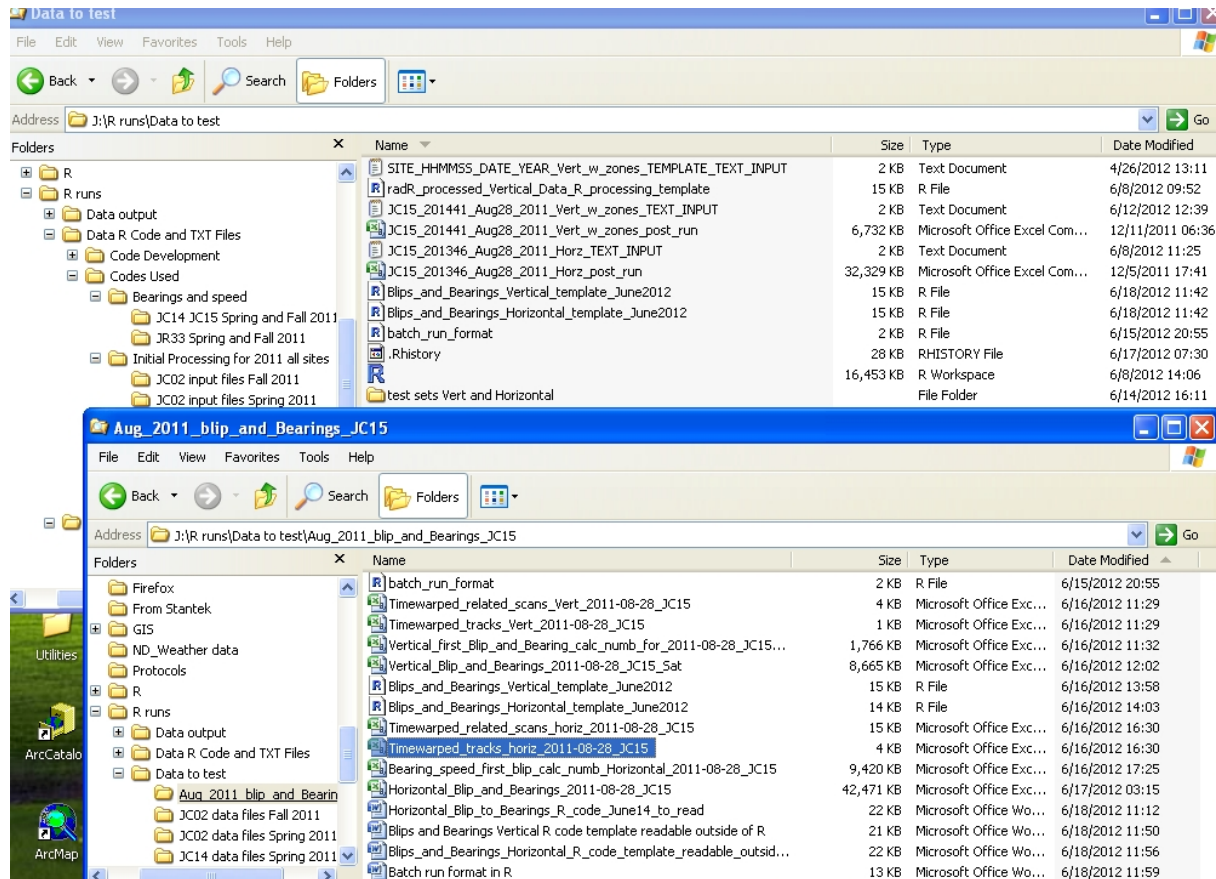 Data to test
File Edit View Favorites Tools Help
Back Search Folders
Address J:\R runs\Data to test Go
Folders
R
R runs
Data output
Data R Code and TXT Files
Code Development
Codes Used
Bearings and speed
JC14 JC15 Spring and Fall 2011
JR33 Spring and Fall 2011
Initial Processing for 2011 all sites
JC02 input files Fall 2011
JC02 input files Spring 2011
Name Size Type Date Modified
SITE_HHMMSS_DATE_YEAR_Vert_w_zones_TEMPLATE_TEXT_INPUT 2 KB Text Document 4/26/2012 13:11
radR_processed_Vertical_Data_R_processing_template 15 KB R File 6/8/2012 09:52
JC15_201441_Aug28_2011_Vert_w_zones_TEXT_INPUT 2 KB Text Document 6/12/2012 12:39
JC15_201441_Aug28_2011_Vert_w_zones_post_run 6,732 KB Microsoft Office Excel Com... 12/11/2011 06:36
JC15_201346_Aug28_2011_Horz_TEXT_INPUT 2 KB Text Document 6/8/2012 11:25
JC15_201346_Aug28_2011_Horz_post_run 32,329 KB Microsoft Office Excel Com... 12/5/2011 17:41
Blips_and_Bearings_Vertical_template_June2012 15 KB R File 6/18/2012 11:42
Blips_and_Bearings_Horizontal_template_June2012 15 KB R File 6/18/2012 11:42
batch_run_format 2 KB R File 6/15/2012 20:55
.Rhistory 28 KB RHISTORY File 6/17/2012 07:30
16,453 KB R Workspace 6/8/2012 14:06
test sets Vert and Horizontal File Folder 6/14/2012 16:11
Aug_2011_blip_and_Bearings_JC15
File Edit View Favorites Tools Help
Back Search Folders
Address J:\R runs\Data to test\Aug_2011_blip_and_Bearings_JC15 Go
Folders
Firefox
From Stantek
GIS
ND_Weather data
Protocols
R
R runs
Data output
Data R Code and TXT Files
Data to test
Aug_2011_blip_and_Bearin
JC02 data files Fall 2011
JC02 data files Spring 2011
JC14 data files Spring 2011
Name Size Type Date Modified
batch_run_format 2 KB R File 6/15/2012 20:55
Timewarped_related_scans_Vert_2011-08-28_JC15 4 KB Microsoft Office Exc... 6/16/2012 11:29
Timewarped_tracks_Vert_2011-08-28_JC15 1 KB Microsoft Office Exc... 6/16/2012 11:29
Vertical_first_Blip_and_Bearing_calc_numb_for_2011-08-28_JC15... 1,766 KB Microsoft Office Exc... 6/16/2012 11:32
Vertical_Blip_and_Bearings_2011-08-28_JC15_Sat 8,665 KB Microsoft Office Exc... 6/16/2012 12:02
Blips_and_Bearings_Vertical_template_June2012 15 KB R File 6/16/2012 13:58
Blips_and_Bearings_Horizontal_template_June2012 14 KB R File 6/16/2012 14:03
Timewarped_related_scans_horiz_2011-08-28_JC15 15 KB Microsoft Office Exc... 6/16/2012 16:30
Timewarped_tracks_horiz_2011-08-28_JC15 4 KB Microsoft Office Exc... 6/16/2012 16:30
Bearing_speed_first_blip_calc_numb_Horizontal_2011-08-28_JC15 9,420 KB Microsoft Office Exc... 6/16/2012 17:25
Horizontal_Blip_and_Bearings_2011-08-28_JC15 42,471 KB Microsoft Office Exc... 6/17/2012 03:15
Horizontal_Blip_to_Bearings_R_code_June14_to_read 22 KB Microsoft Office Wo... 6/18/2012 11:12
Blips and Bearings Vertical R code template readable outside of R 21 KB Microsoft Office Wo... 6/18/2012 11:50
Blips_and_Bearings_Horizontal_R_code_template_readable_outsid... 22 KB Microsoft Office Wo... 6/18/2012 11:56
Batch run format in R 13 KB Microsoft Office Wo... 6/18/2012 11:59
Utilities
ArcCatalo
ArcMap